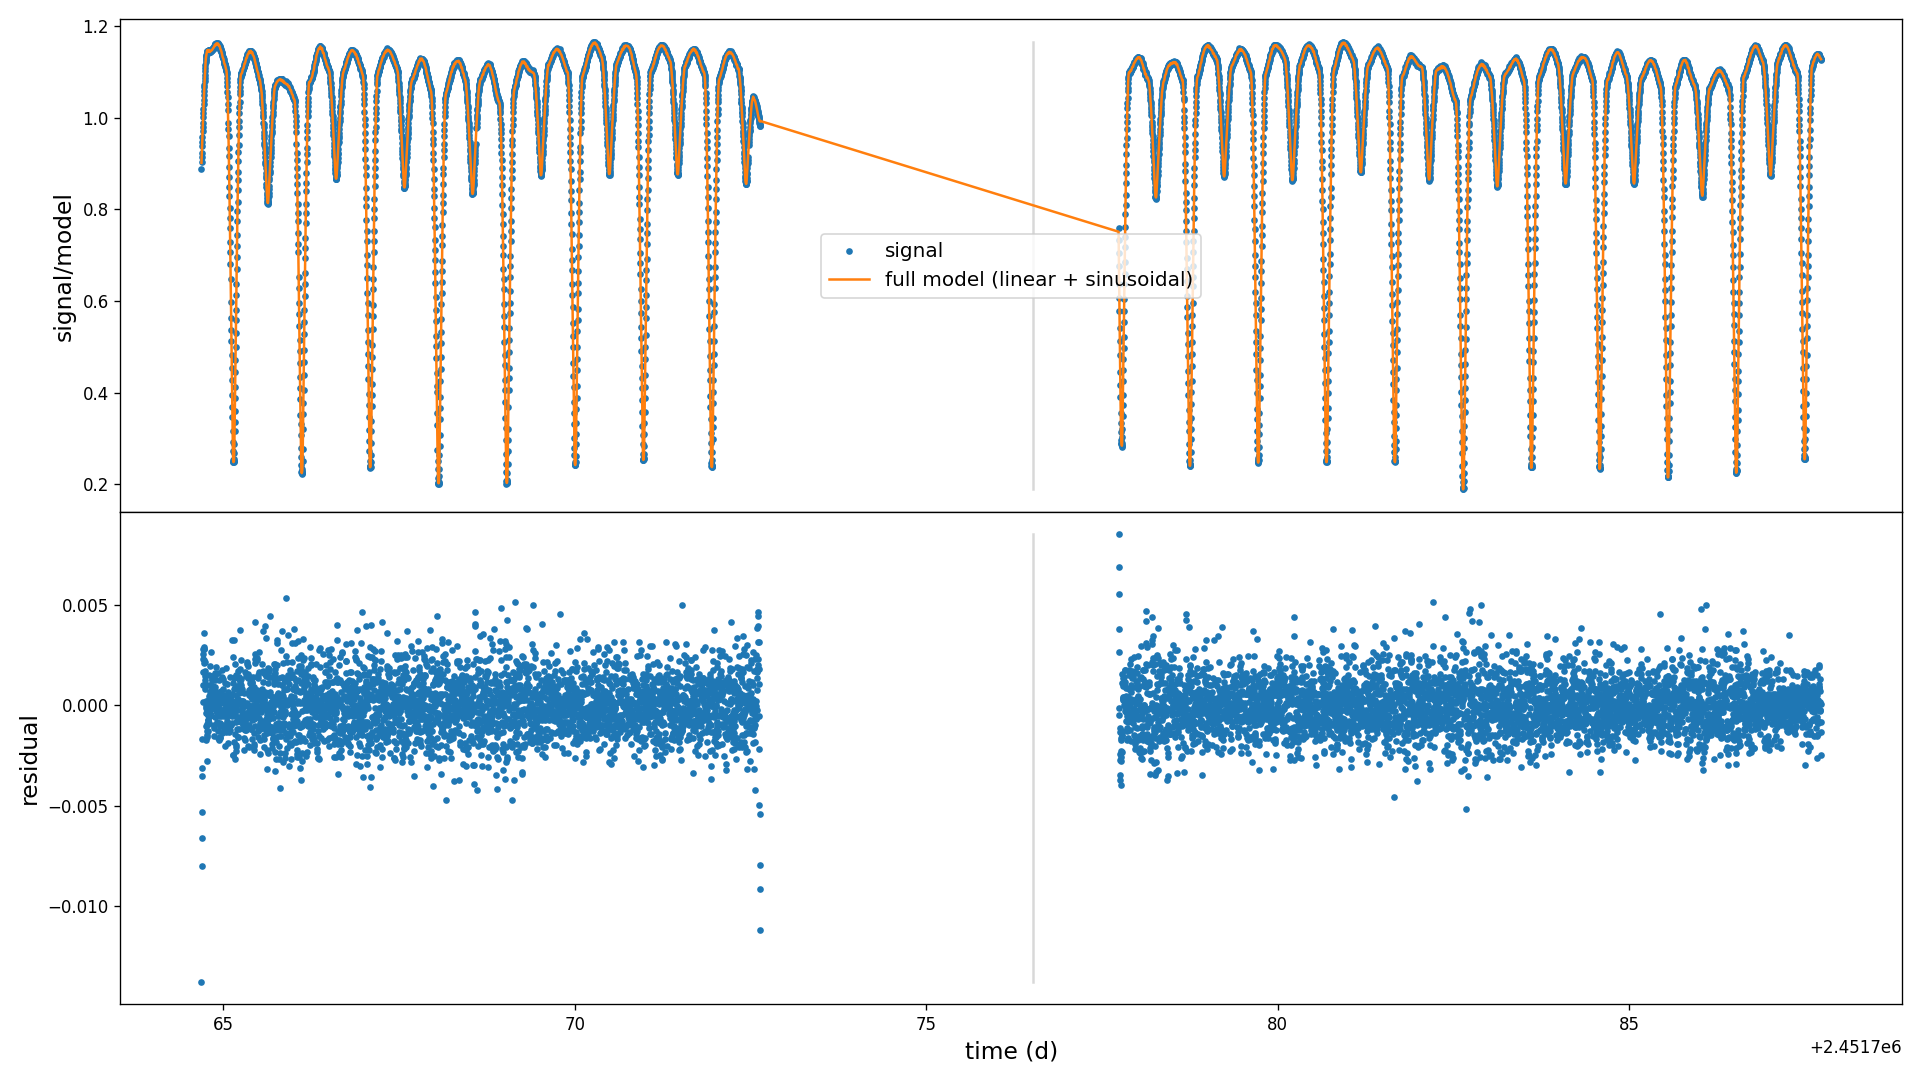 1.2
1.0
0.8
0.6
0.4
0.2
signal/model
signal
full model (linear + sinusoidal)
0.005
0.000
−0.005
−0.010
residual
65
70
75
80
85
time (d)
+2.4517e6